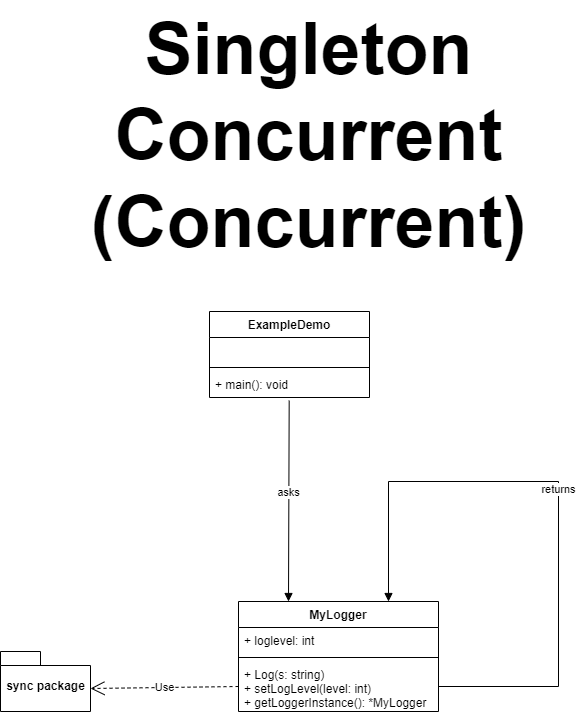 Singleton
Concurrent
(Concurrent)
ExampleDemo
+ main(): void
asks
returns
MyLogger
+ loglevel: int
+ Log(s: string)
+ setLogLevel(level: int)
+ getLoggerInstance(): *MyLogger
sync package
Use